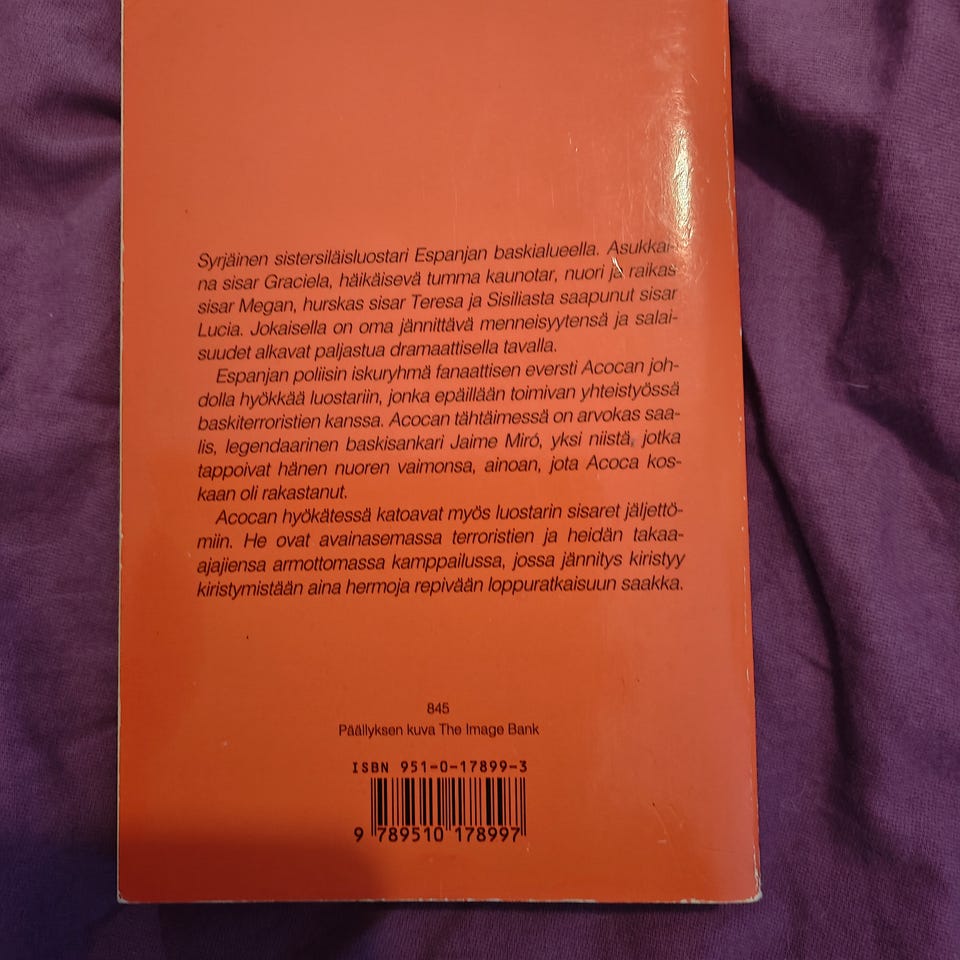 Syrjäinen sistersiläisluostari Espanjan baskialueella. Asukkai-
na sisar Graciela, häikäisevä tumma kaunotar, nuori ja raikas
sisar Megan, hurskas sisar Teresa ja Sisiliasta saapunut sisar
Lucia. Jokaisella on oma jännittävä menneisyytensä ja salai-
suudet alkavat paljastua dramaattisella tavalla.
Espanjan poliisin iskuryhmä fanaattisen eversti Acocan joh-
dolla hyökkää luostariin, jonka epäillään toimivan yhteistyössä
baskiterroristien kanssa. Acocan tähtäimessä on arvokas saa-
lis, legendaarinen baskisankari Jaime Miró, yksi niistä, jotka
tappoivat hänen nuoren vaimonsa, ainoan, jota Acoca kos-
kaan oli rakastanut.
Acocan hyökätessä katoavat myös luostarin sisaret jäljettö-
miin. He ovat avainasemassa terroristien ja heidän takaa-
ajajiensa armottomassa kamppailussa, jossa jännitys kiristyy
kiristymistään aina hermoja repivään loppuratkaisuun saakka.
845
Päällyksen kuva The Image Bank
ISBN 951-0-17899-3
9 789510 178997